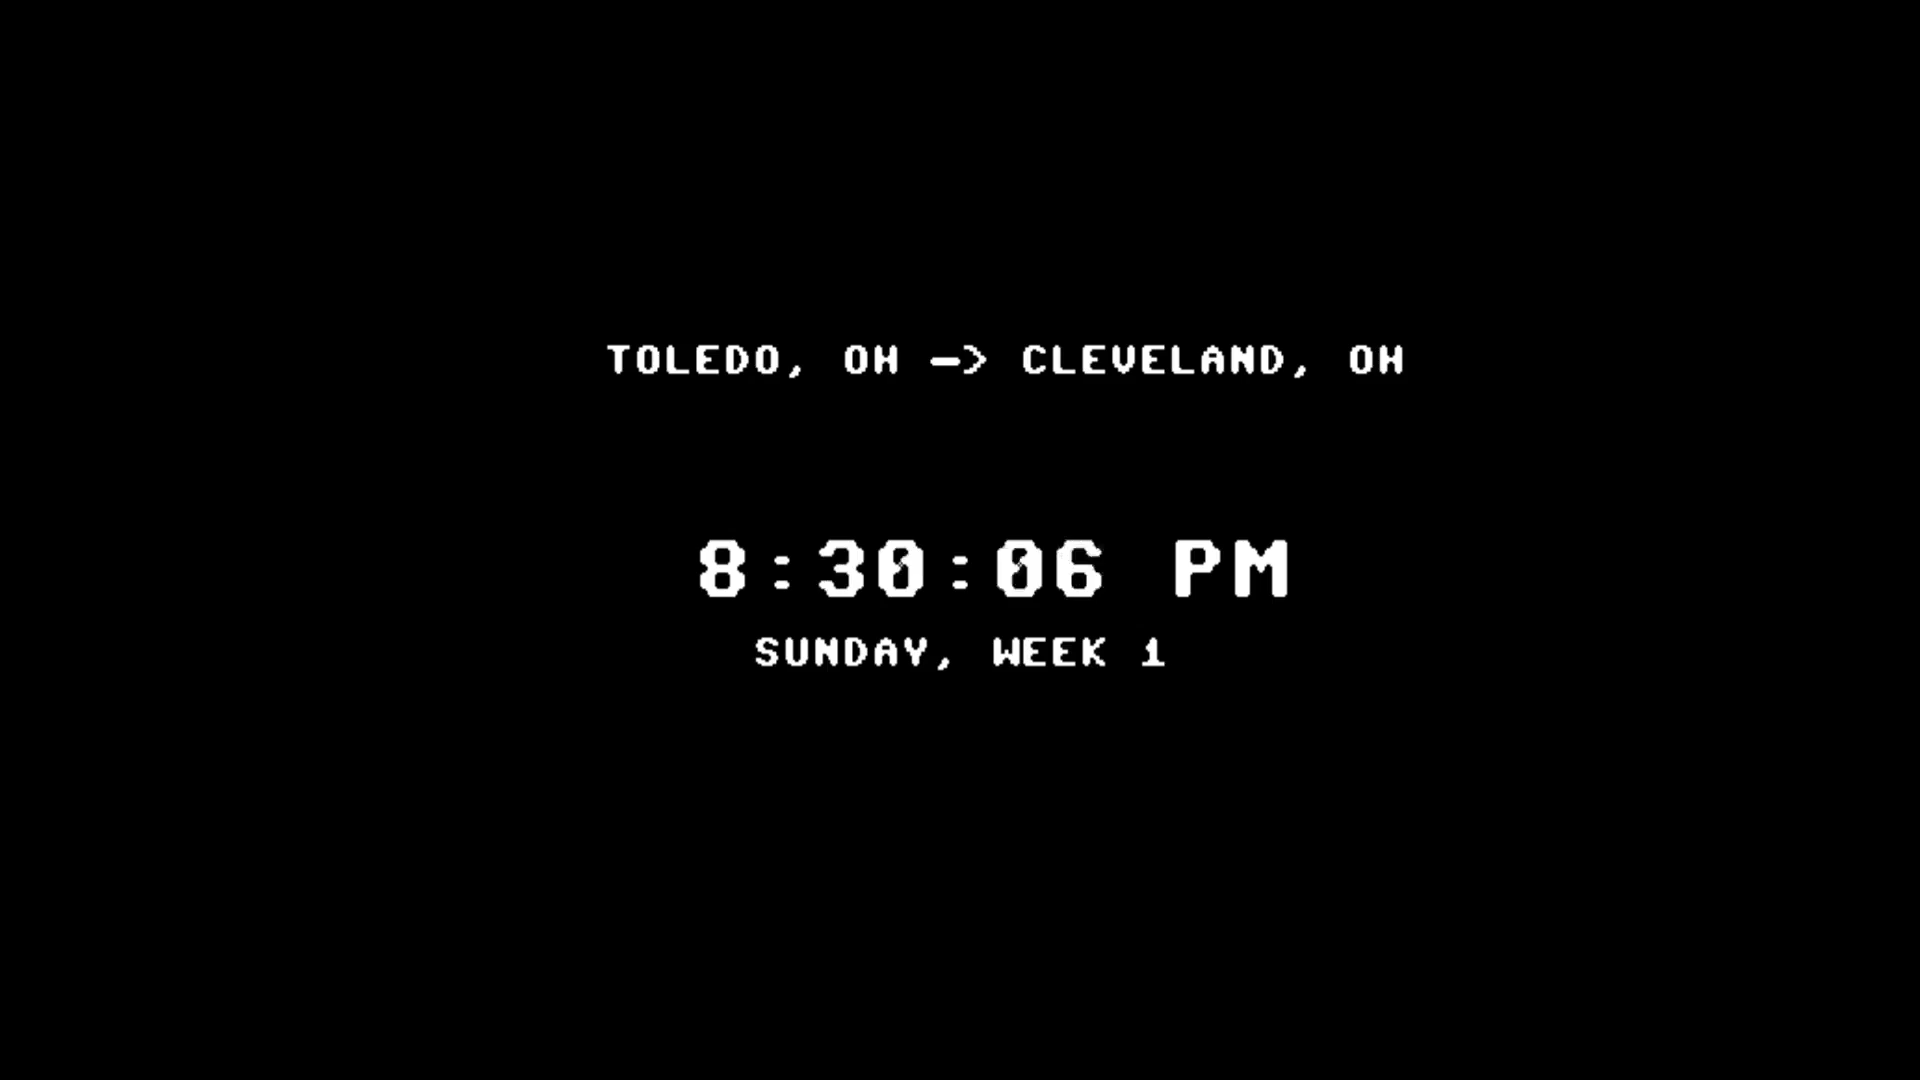 TOLEDO, OH —> CLEVELAND, OH
8:30:06 PM
SUNDAY, WEEK 1